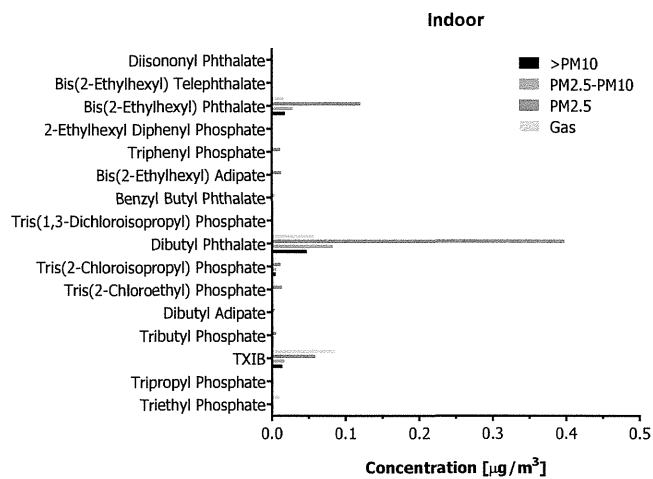 Indoor
>PM10
PM2.5-PM10
PM2.5
Gas
Diisononyl Phthalate
Bis(2-Ethylhexyl) Telephthalate
Bis(2-Ethylhexyl) Phthalate
2-Ethylhexyl Diphenyl Phosphate
Triphenyl Phosphate
Bis(2-Ethylhexyl) Adipate
Benzyl Butyl Phthalate
Tris(1,3-Dichloroisopropyl) Phosphate
Dibutyl Phthalate
Tris(2-Chloroisopropyl) Phosphate
Tris(2-Chloroethyl) Phosphate
Dibutyl Adipate
Tributyl Phosphate
TXIB
Tripropyl Phosphate
Triethyl Phosphate
0.0 0.1 0.2 0.3 0.4 0.5
Concentration [µg/m³]